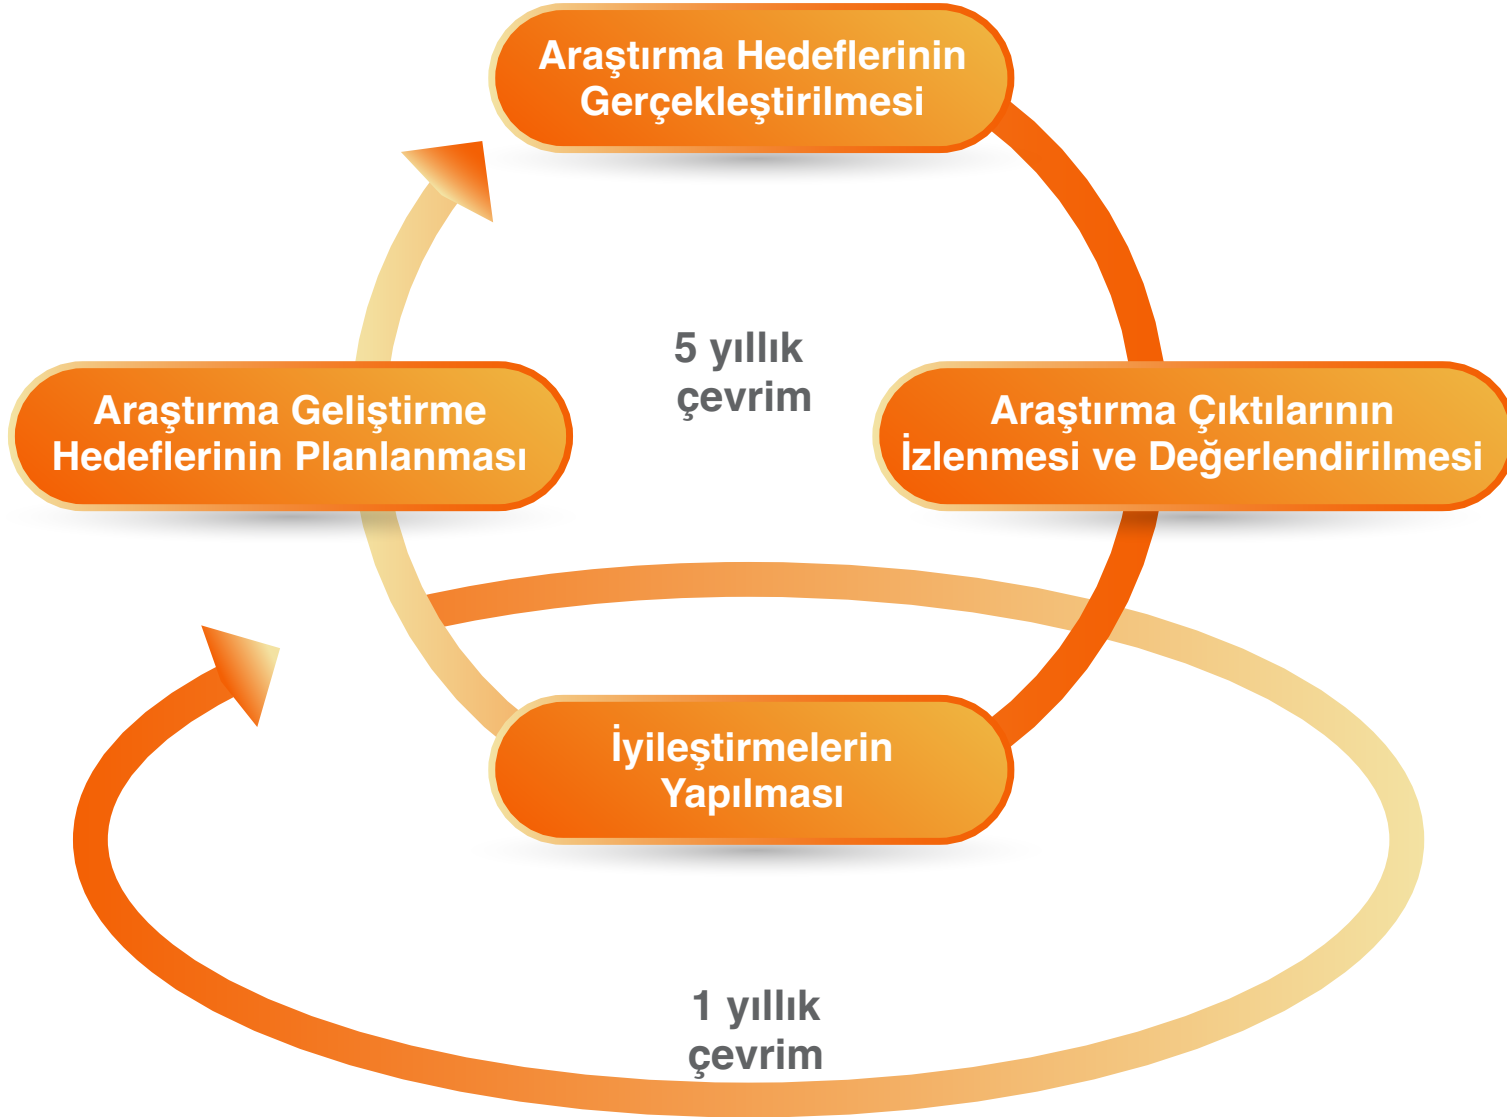 Araştırma Hedeflerinin
Gerçekleştirilmesi
5 yıllık
çevrim
Araştırma Geliştirme
Hedeflerinin Planlanması
Araştırma Çıktılarının
İzlenmesi ve Değerlendirilmesi
İyileştirmelerin
Yapılması
1 yıllık
çevrim